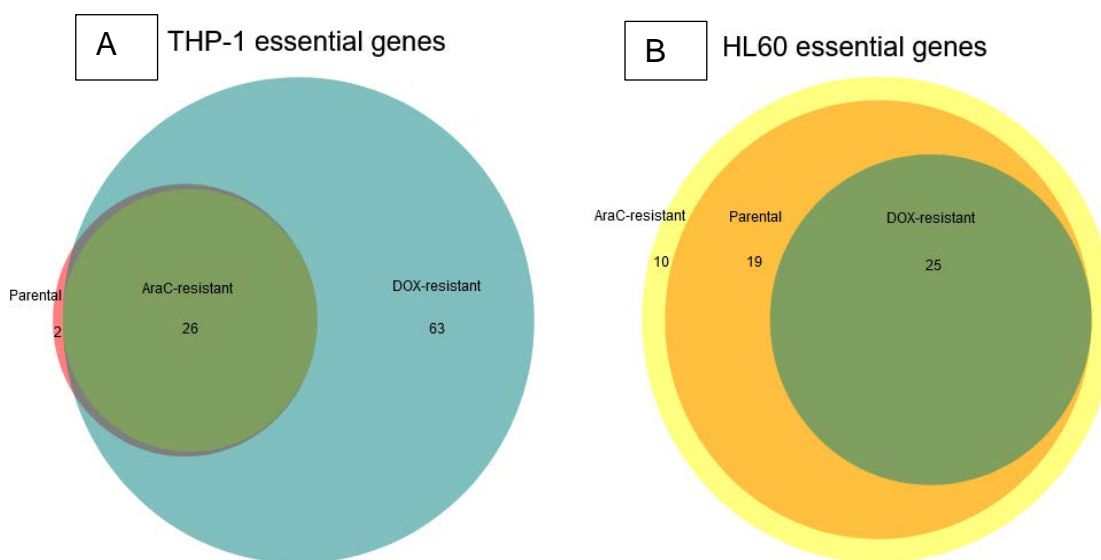 A
THP-1 essential genes
Parental
2
AraC-resistant
26
DOX-resistant
63
B
HL60 essential genes
AraC-resistant
10
Parental
19
DOX-resistant
25